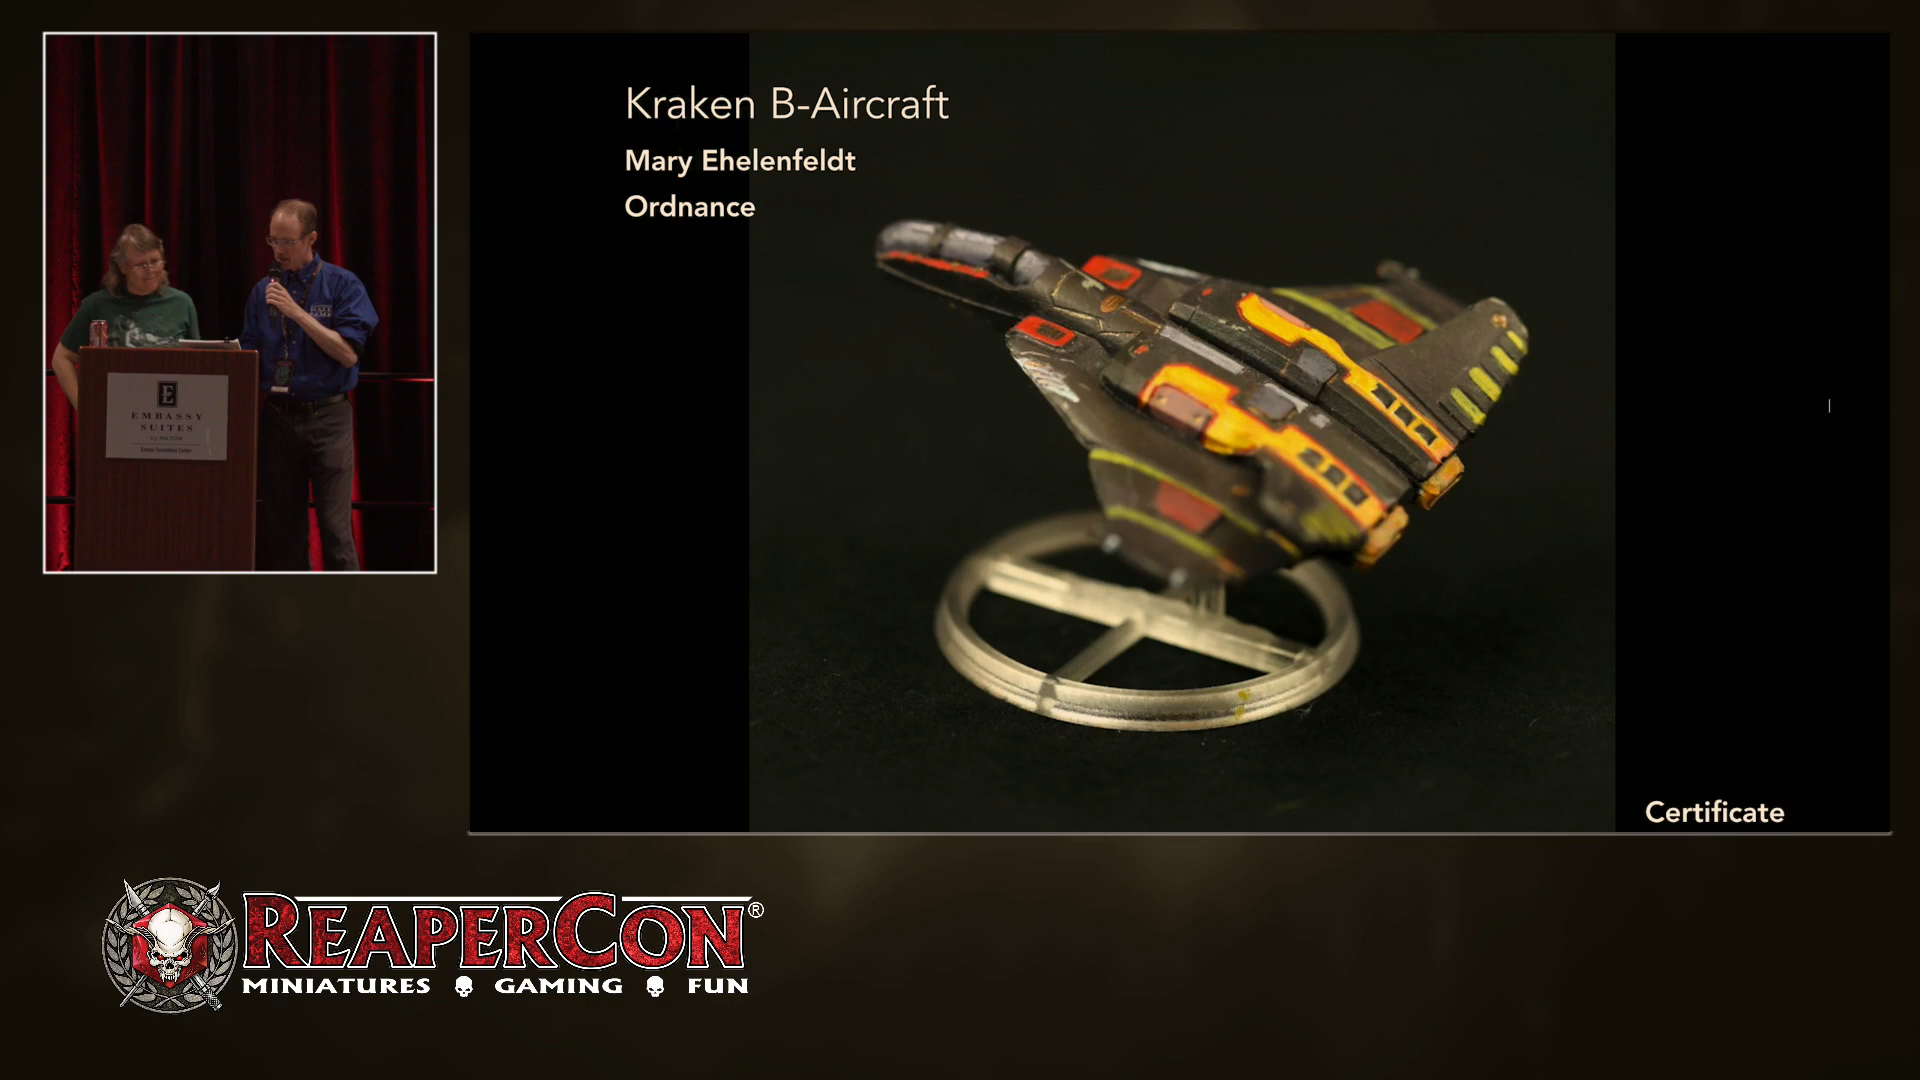 Kraken B-Aircraft
Mary Ehelenfeldt
Ordnance
E
EMBASSY
SUITES
Certificate
REAPERCON®
MINIATURES GAMING FUN